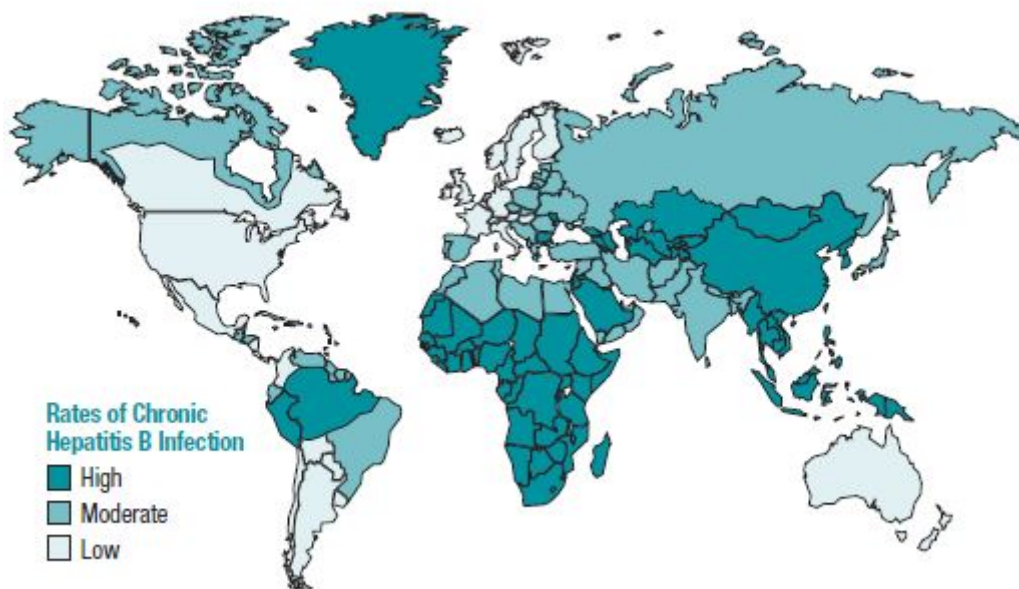 Rates of Chronic
Hepatitis B Infection
High
Moderate
Low